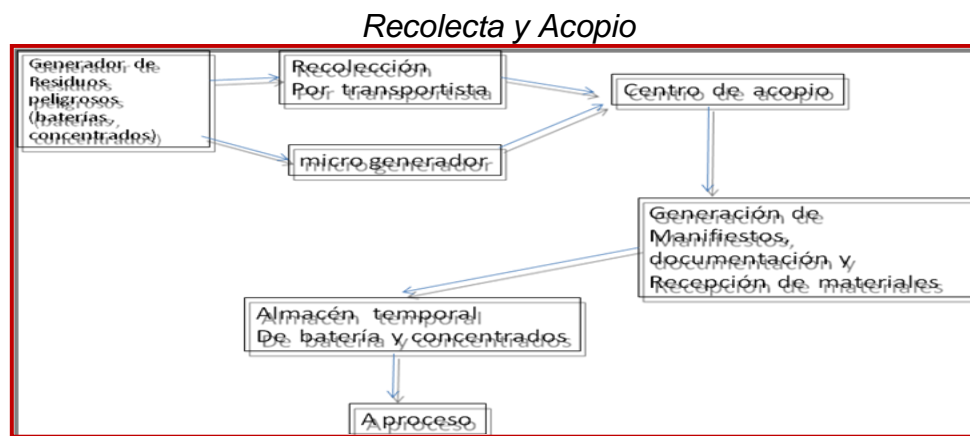 Recolecta y Acopio
Generador de
Residuos
peligrosos
(baterías,
concentrados)
Recolección
Por transportista
micro generador
Centro de acopio
Generación de
Manifiestos,
documentación y
Recepción de materiales
Almacén temporal
De batería y concentrados
A proceso